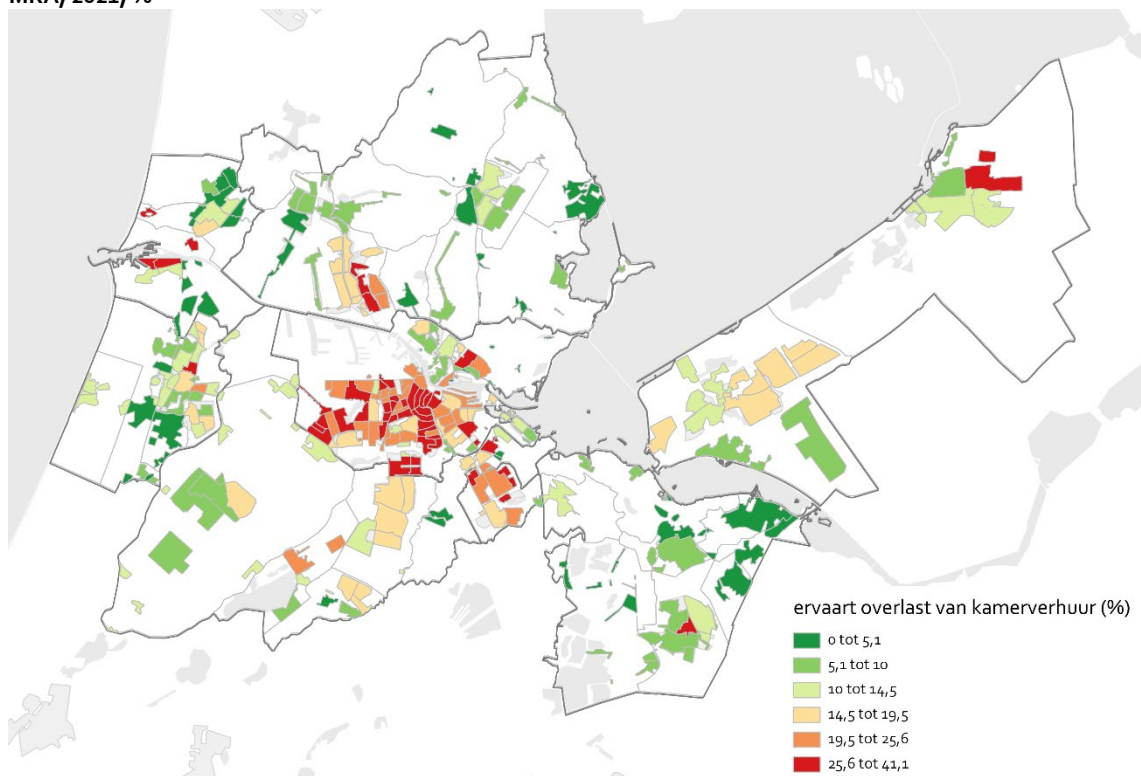 MRA, 2021, %
ervaart overlast van kamerverhuur (%)
0 tot 5,1
5,1 tot 10
10 tot 14,5
14,5 tot 19,5
19,5 tot 25,6
25,6 tot 41,1